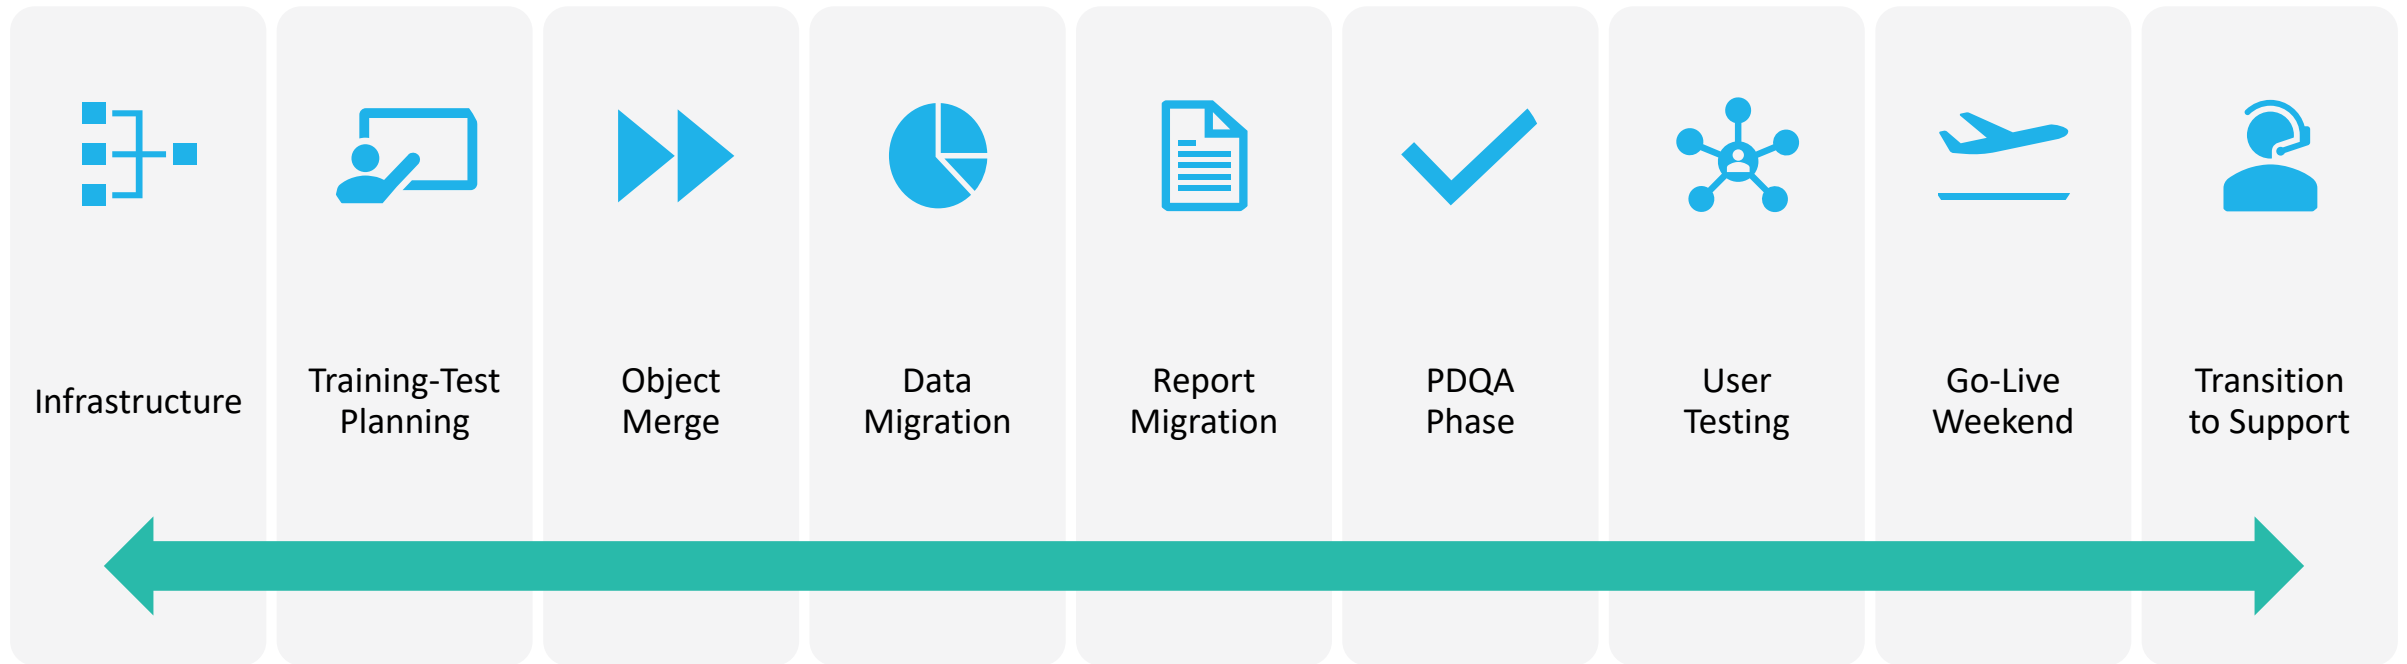 Infrastructure
Training-Test
Planning
Object
Merge
Data
Migration
Report
Migration
PDQA
Phase
User
Testing
Go-Live
Weekend
Transition
to Support